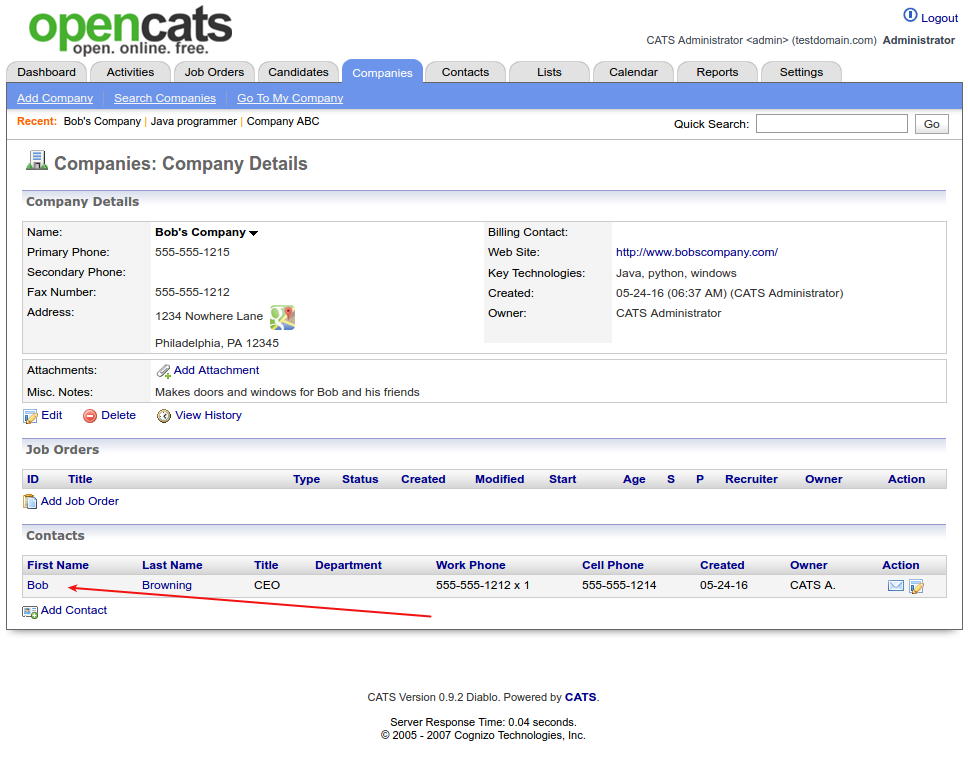 opencats
open. online. free.
Logout
CATS Administrator <admin> (testdomain.com) Administrator
Dashboard Activities Job Orders Candidates Companies Contacts Lists Calendar Reports Settings
Add Company Search Companies Go To My Company
Recent: Bob's Company | Java programmer | Company ABC
Quick Search: Go
Companies: Company Details
Company Details
Name: Bob's Company Billing Contact:
Primary Phone: 555-555-1215 Web Site: http://www.bobscompany.com/
Secondary Phone: Key Technologies: Java, python, windows
Fax Number: 555-555-1212 Created: 05-24-16 (06:37 AM) (CATS Administrator)
Address: 1234 Nowhere Lane Owner: CATS Administrator
Philadelphia, PA 12345
Attachments: Add Attachment
Misc. Notes: Makes doors and windows for Bob and his friends
Edit Delete View History
Job Orders
ID Title Type Status Created Modified Start Age S P Recruiter Owner Action
Add Job Order
Contacts
First Name Last Name Title Department Work Phone Cell Phone Created Owner Action
Bob Browning CEO 555-555-1212 x 1 555-555-1214 05-24-16 CATS A.
Add Contact
CATS Version 0.9.2 Diablo. Powered by CATS.
Server Response Time: 0.04 seconds.
© 2005 - 2007 Cognizo Technologies, Inc.